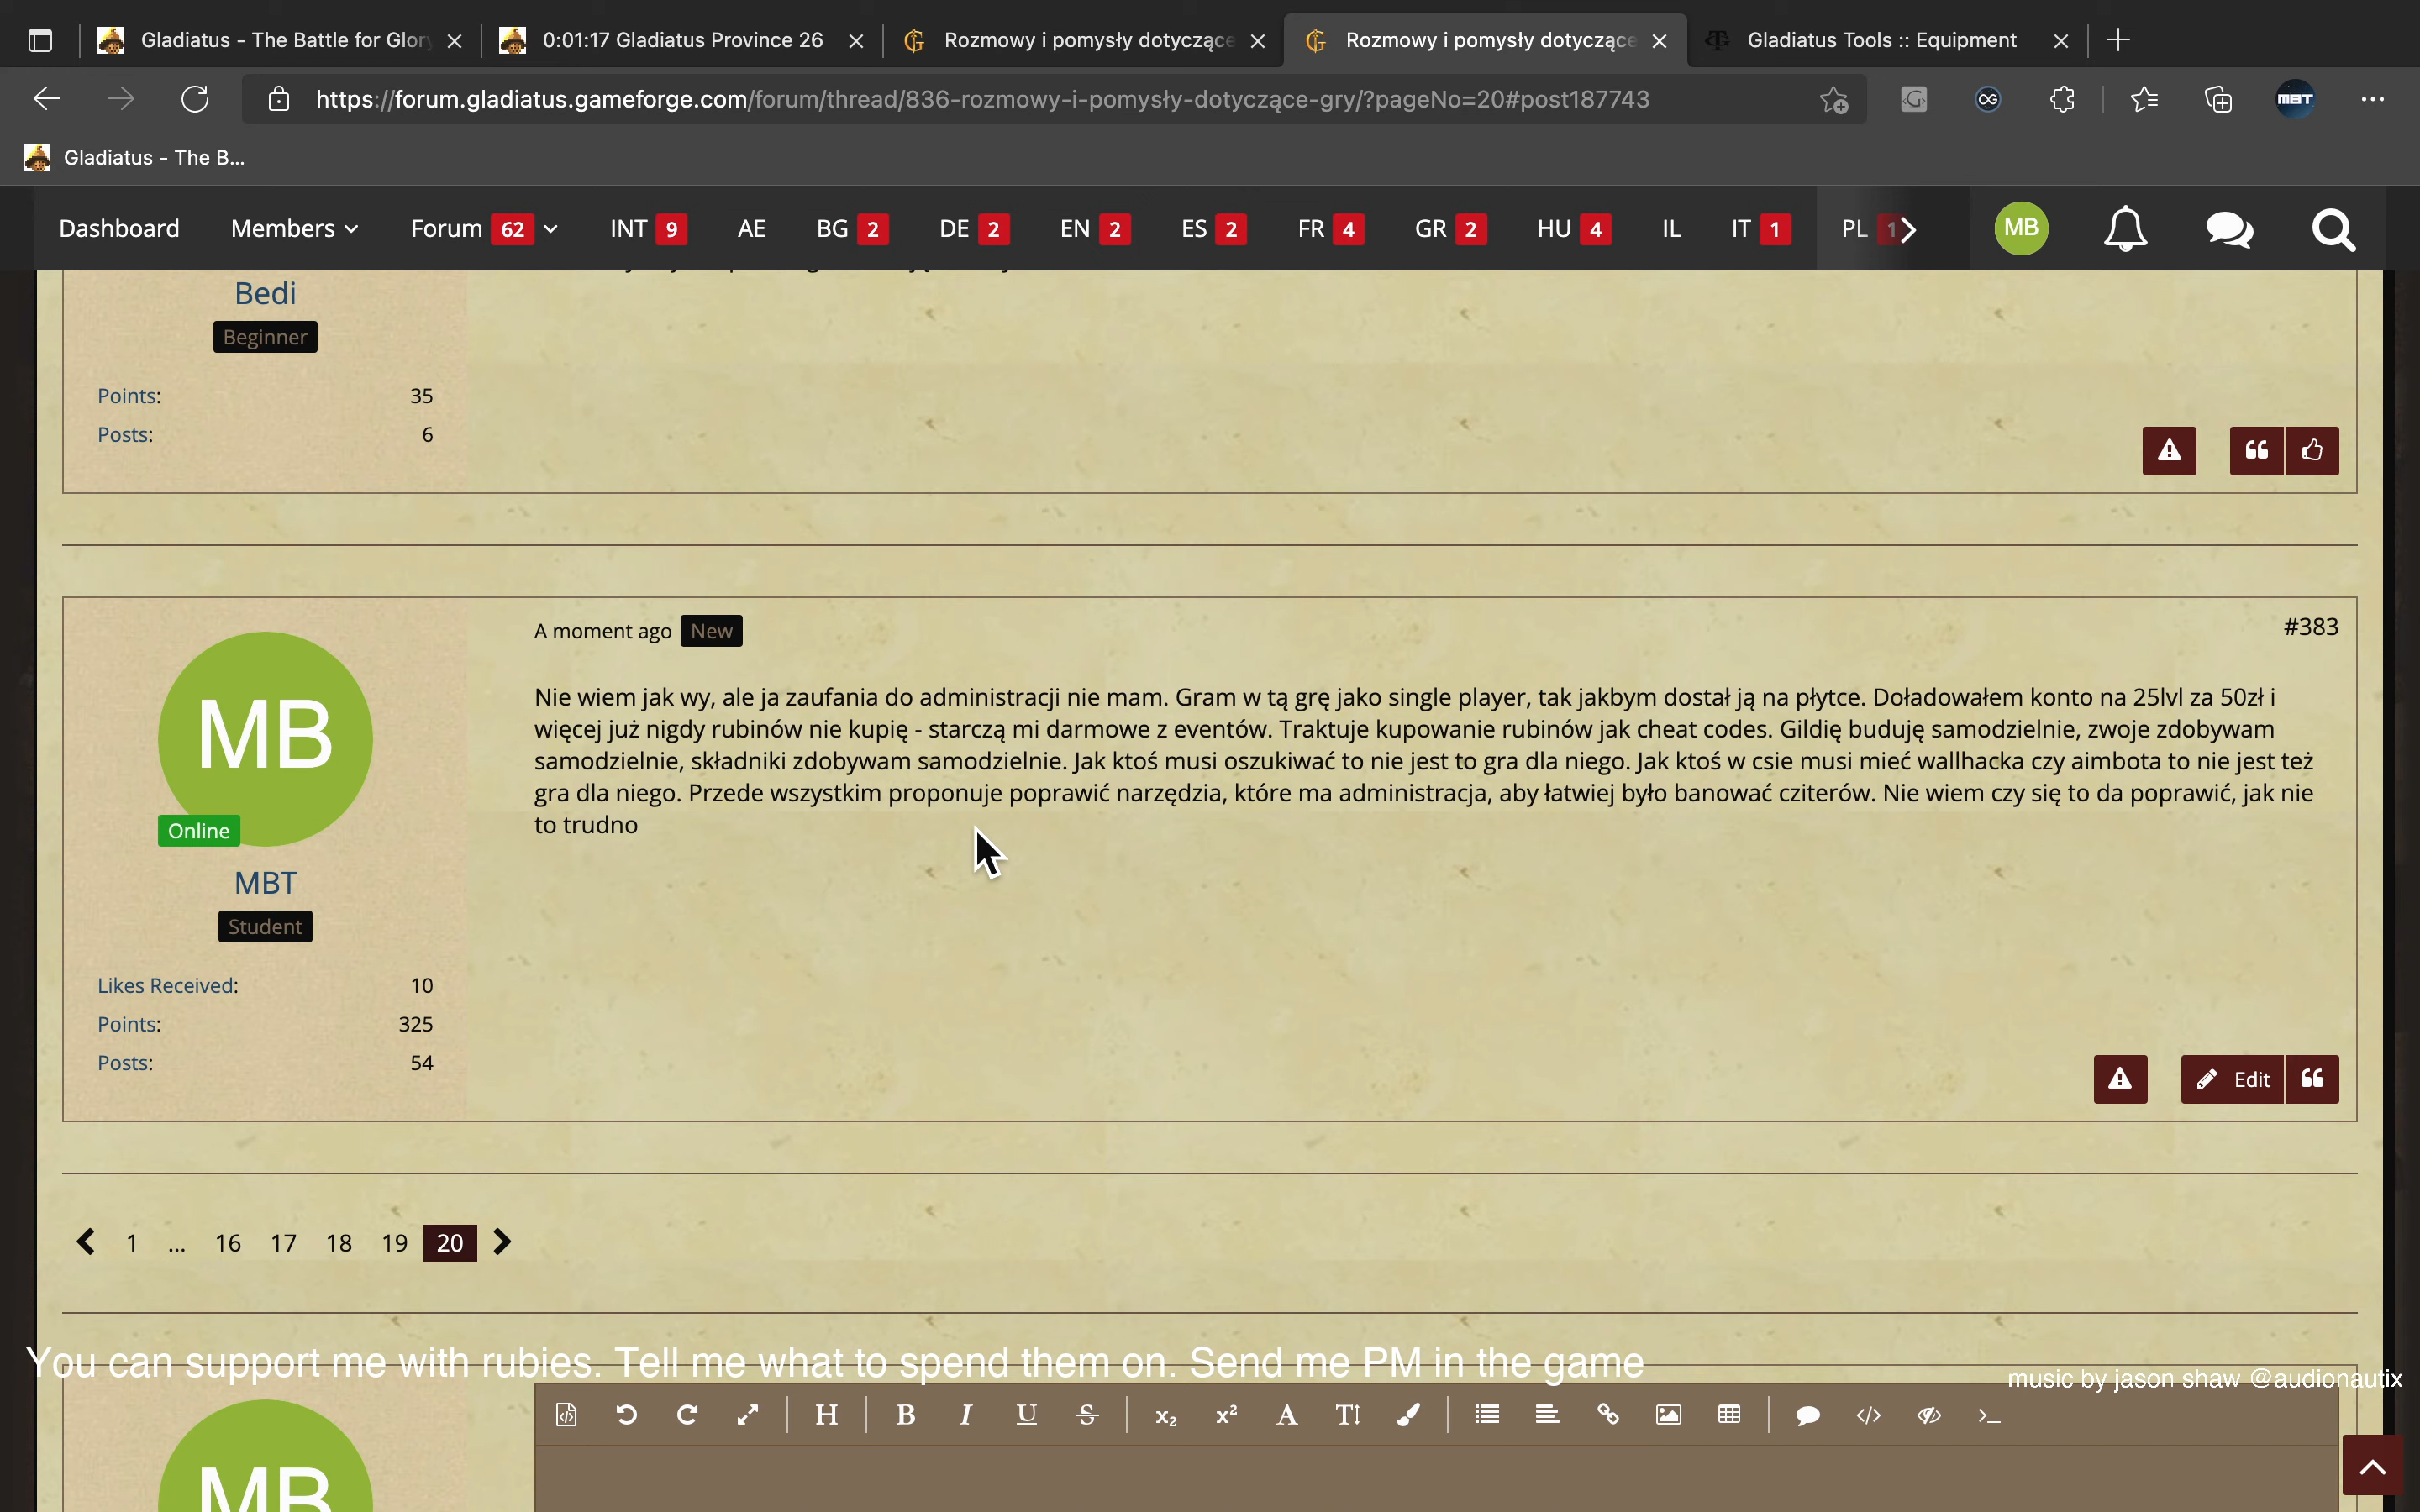 Gladiatus - The Battle for Glory
0:01:17 Gladiatus Province 26
Rozmowy i pomysły dotyczące
Rozmowy i pomysły dotyczące
Gladiatus Tools :: Equipment
https://forum.gladiatus.gameforge.com/forum/thread/836-rozmowy-i-pomysły-dotyczące-gry/?pageNo=20#post187743
MBT
Gladiatus - The B...
Dashboard Members Forum 62 INT 9 AE BG 2 DE 2 EN 2 ES 2 FR 4 GR 2 HU 4 IL IT 1 PL 1 MB
Bedi
Beginner
Points: 35
Posts: 6
A moment ago New #383
MB
Online
MBT
Student
Likes Received: 10
Points: 325
Posts: 54
Nie wiem jak wy, ale ja zaufania do administracji nie mam. Gram w tą grę jako single player, tak jakbym dostał ją na płytce. Doładowałem konto na 25lvl za 50zł i
więcej już nigdy rubinów nie kupię - starczą mi darmowe z eventów. Traktuje kupowanie rubinów jak cheat codes. Gildię buduję samodzielnie, zwoje zdobywam
samodzielnie, składniki zdobywam samodzielnie. Jak ktoś musi oszukiwać to nie jest to gra dla niego. Jak ktoś w csie musi mieć wallhacka czy aimbota to nie jest też
gra dla niego. Przede wszystkim proponuje poprawić narzędzia, które ma administracja, aby łatwiej było banować cziterów. Nie wiem czy się to da poprawić, jak nie
to trudno
Edit
1 ... 16 17 18 19 20
You can support me with rubies. Tell me what to spend them on. Send me PM in the game
music by jason shaw @audionautix
MB